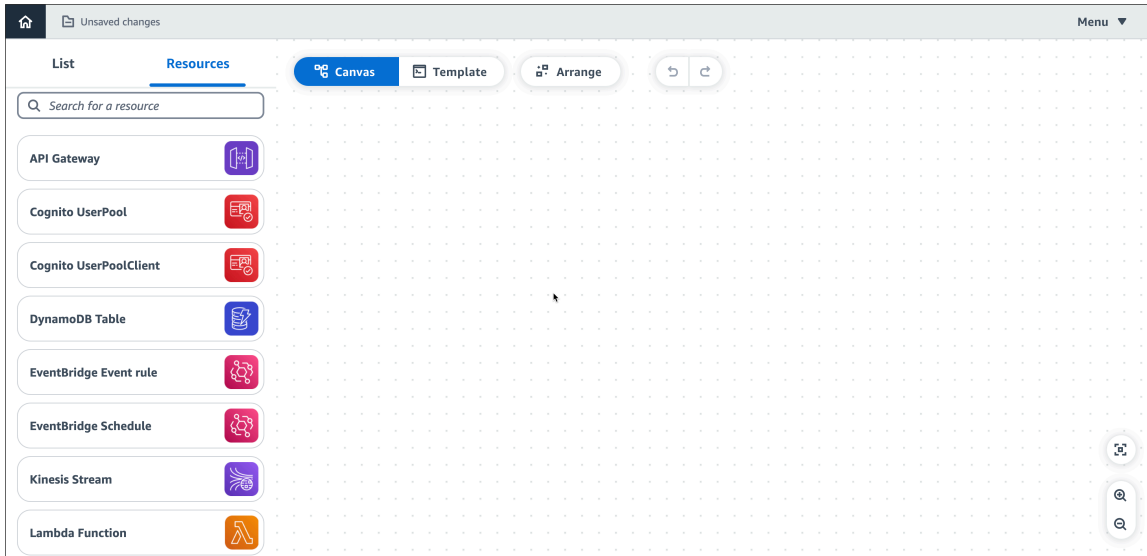 Unsaved changes
Menu ▼
List
Resources
Canvas
Template
Arrange
Search for a resource
API Gateway
Cognito UserPool
Cognito UserPoolClient
DynamoDB Table
EventBridge Event rule
EventBridge Schedule
Kinesis Stream
Lambda Function